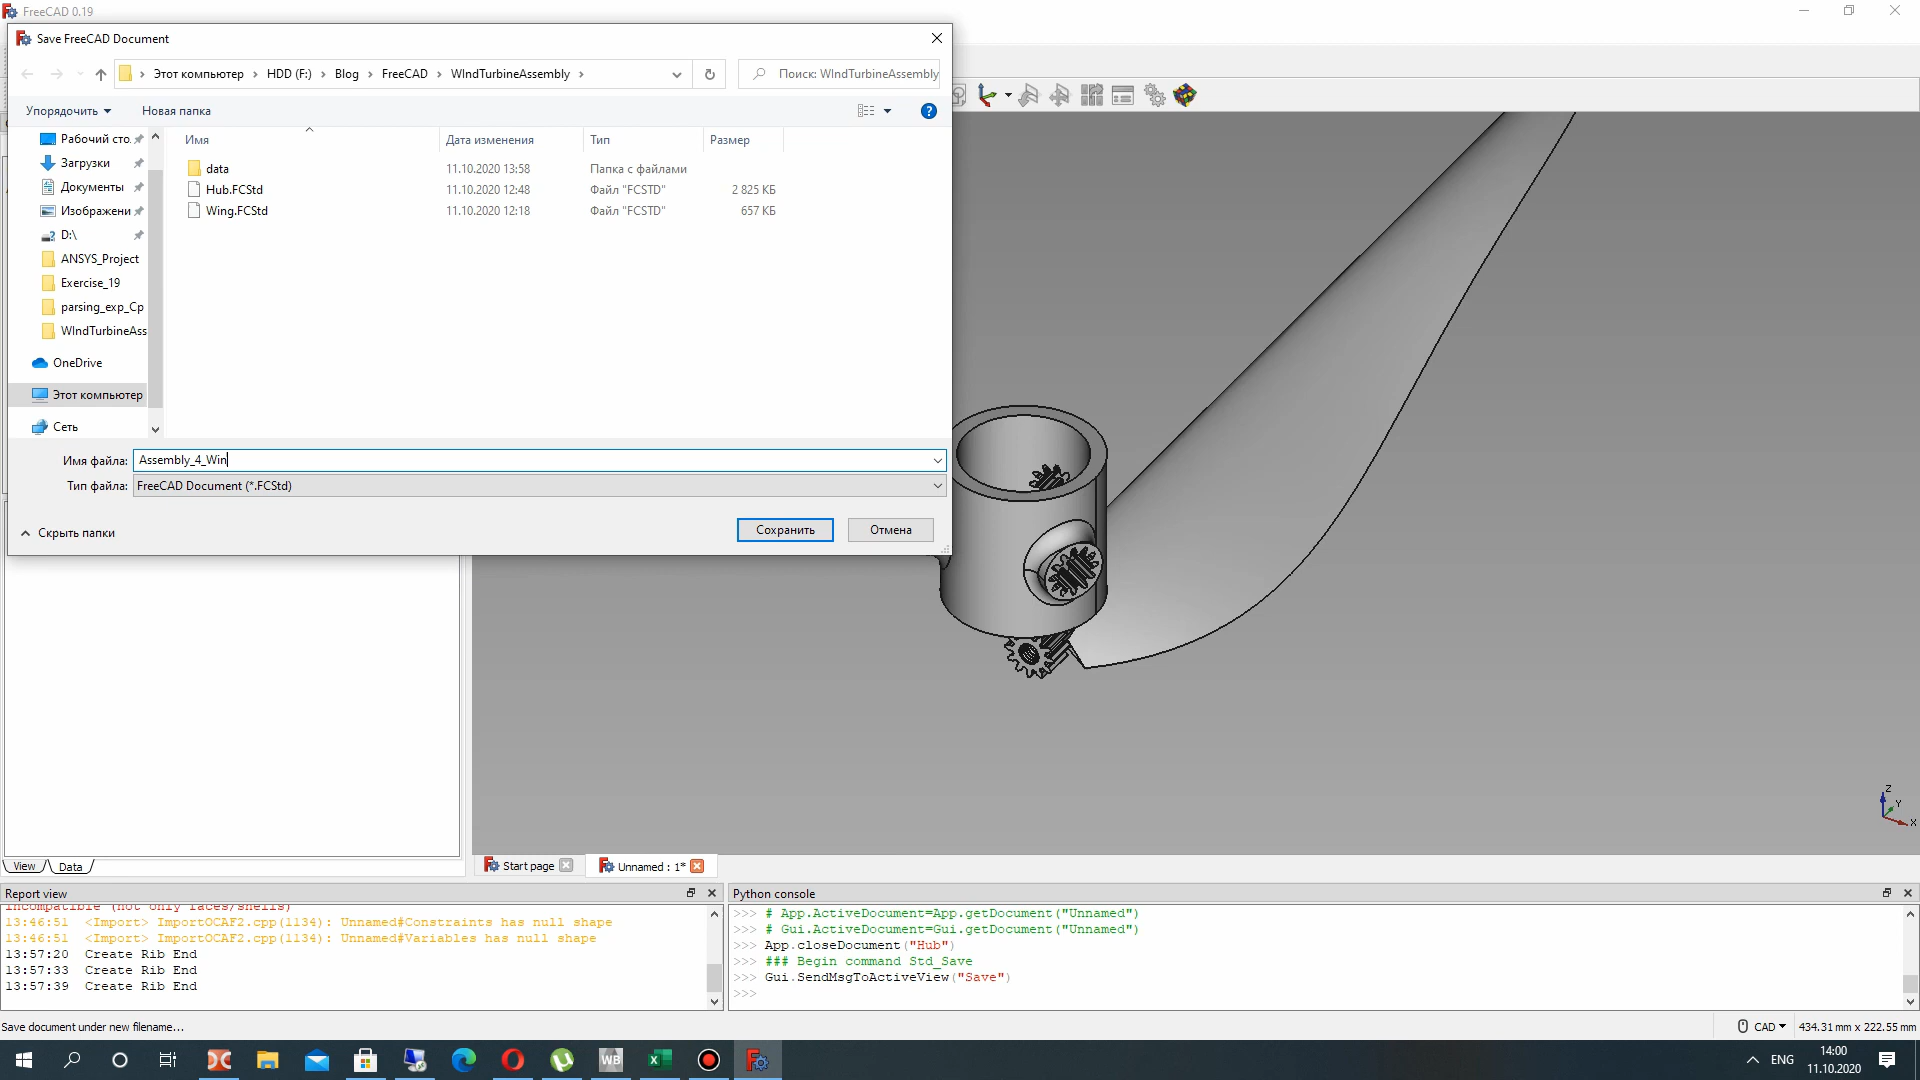 FreeCAD 0.19
Save FreeCAD Document
Этот компьютер › HDD (F:) › Blog › FreeCAD › WIndTurbineAssembly ›
Поиск: WIndTurbineAssembly
Упорядочить
Новая папка
Имя
Дата изменения
Тип
Размер
Рабочий сто.
Загрузки
Документы
Изображени
D:\
ANSYS_Project
Exercise_19
parsing_exp_Cp
WIndTurbineAss
OneDrive
Этот компьютер
Сеть
data 11.10.2020 13:58 Папка с файлами
Hub.FCStd 11.10.2020 12:48 Файл "FCSTD" 2 825 КБ
Wing.FCStd 11.10.2020 12:18 Файл "FCSTD" 657 КБ
Имя файла: Assembly_4_Win
Тип файла: FreeCAD Document (*.FCStd)
Скрыть папки
Сохранить
Отмена
Z
Y
X
View
Data
Start page
Unnamed : 1*
Report view
incompatible (not only faces/shells)
13:46:51 <Import> ImportOCAF2.cpp(1134): Unnamed#Constraints has null shape
13:46:51 <Import> ImportOCAF2.cpp(1134): Unnamed#Variables has null shape
13:57:20 Create Rib End
13:57:33 Create Rib End
13:57:39 Create Rib End
Python console
>>> # App.ActiveDocument=App.getDocument("Unnamed")
>>> # Gui.ActiveDocument=Gui.getDocument("Unnamed")
>>> App.closeDocument("Hub")
>>> ### Begin command Std_Save
>>> Gui.SendMsgToActiveView("Save")
>>>
Save document under new filename...
CAD
434.31 mm x 222.55 mm
WB
ENG
14:00
11.10.2020